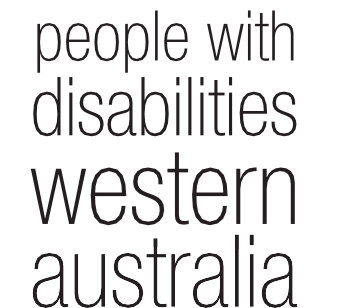 people with
disabilities
western
australia